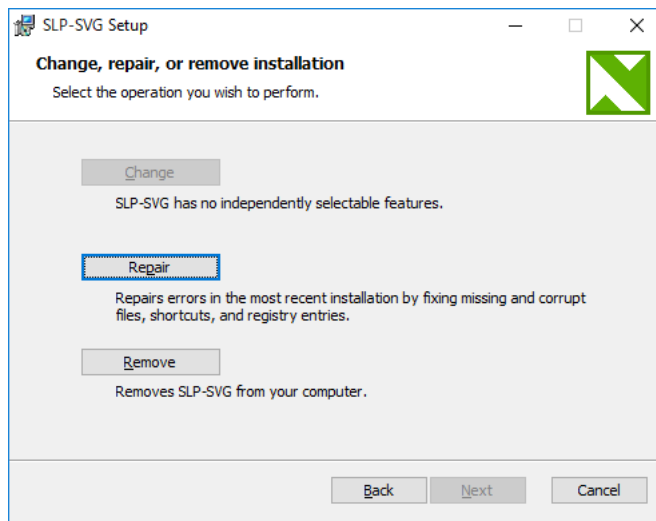 SLP-SVG Setup
Change, repair, or remove installation
Select the operation you wish to perform.
Change
SLP-SVG has no independently selectable features.
Repair
Repairs errors in the most recent installation by fixing missing and corrupt
files, shortcuts, and registry entries.
Remove
Removes SLP-SVG from your computer.
Back Next Cancel